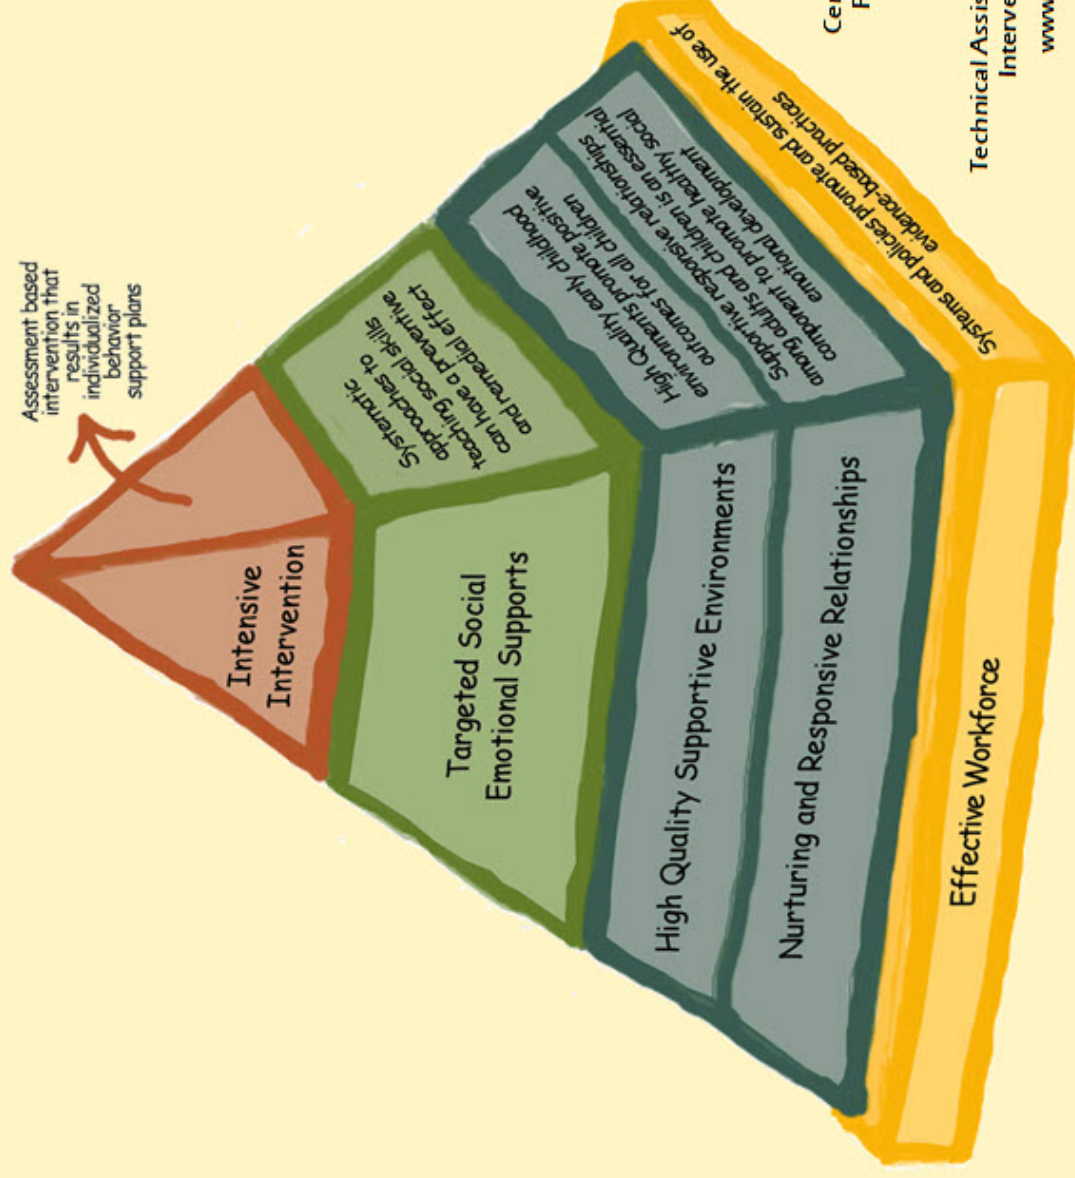 Assessment based
intervention that
results in
individualized
behavior
support plans
Intensive
Intervention
Systematic
approaches to
teaching social skills
can have a preventive
and remedial effect
Targeted Social
Emotional Supports
High Quality early childhood
environments promote positive
outcomes for all children
High Quality Supportive Environments
Supportive responsive relationships
among adults and children is an essential
component to promote healthy social
emotional development
Nurturing and Responsive Relationships
Systems and policies promote and sustain the use of
evidence-based practices
Effective Workforce
Technical Assis
Interve
www